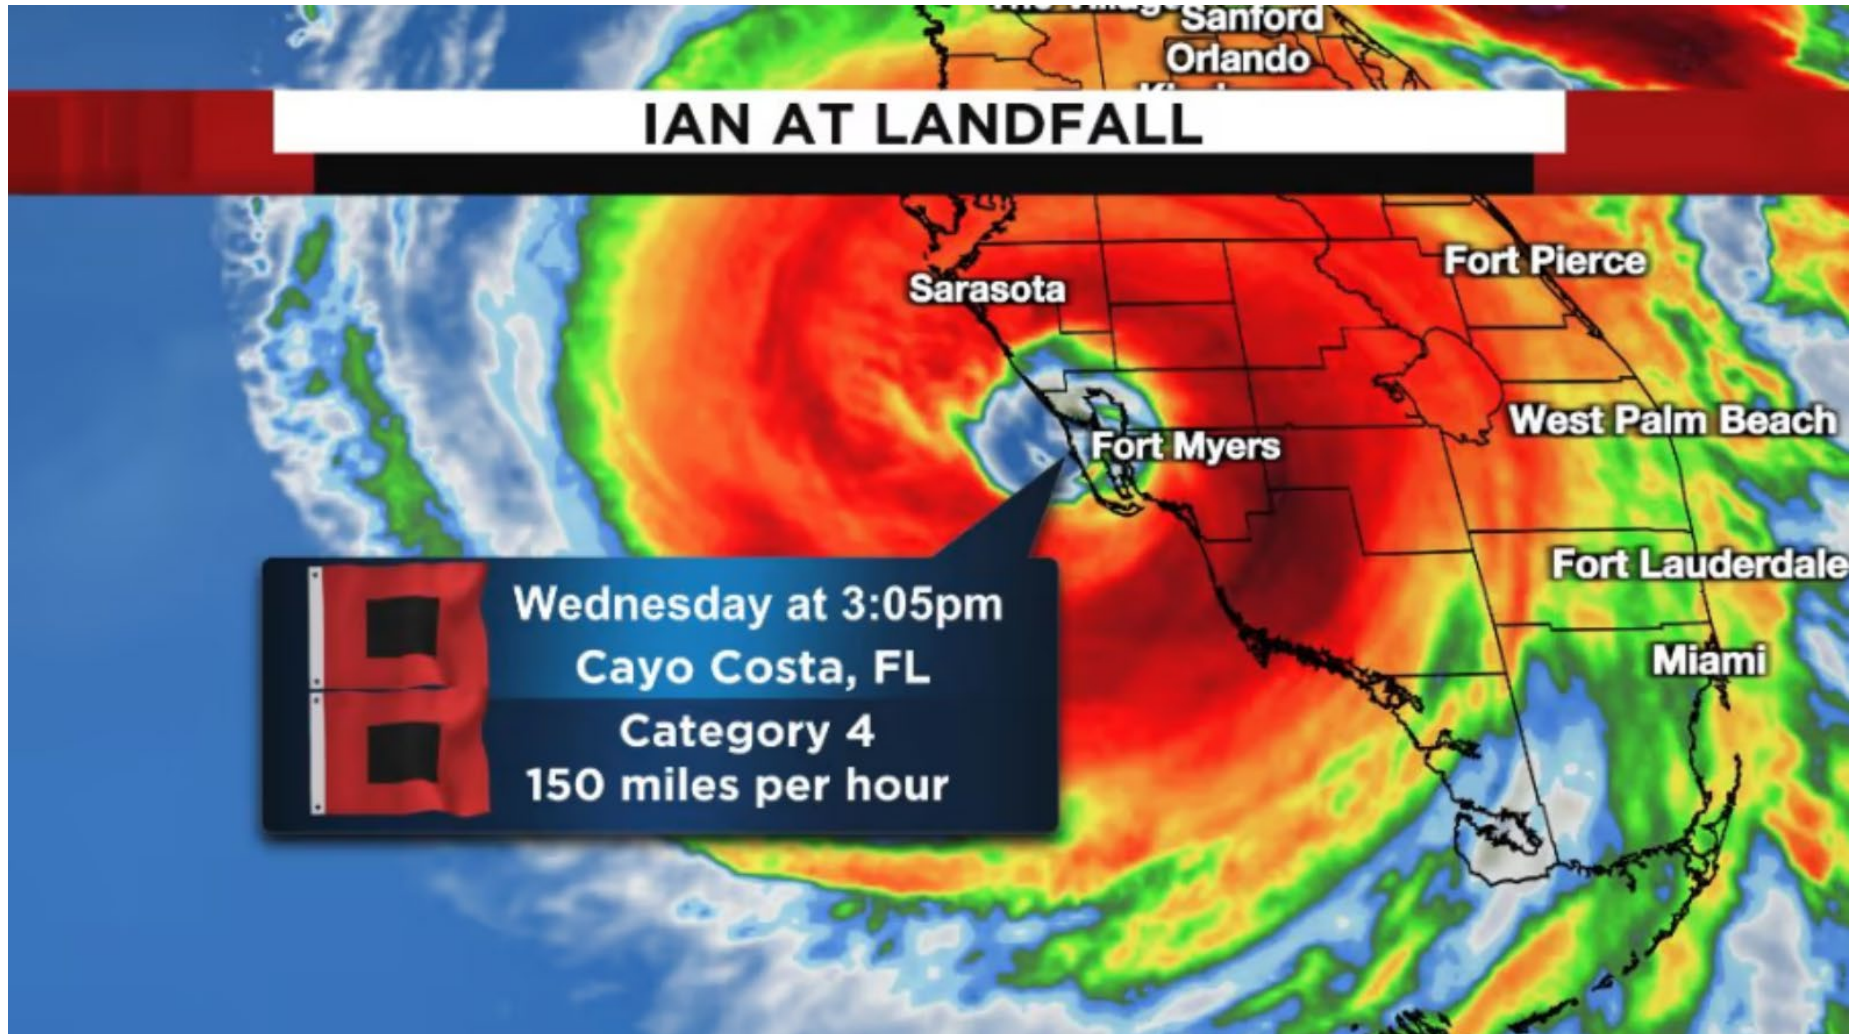 Sanford
Orlando
IAN AT LANDFALL
Fort Pierce
Sarasota
West Palm Beach
Fort Myers
Fort Lauderdale
Wednesday at 3:05pm
Cayo Costa, FL
Miami
Category 4
150 miles per hour